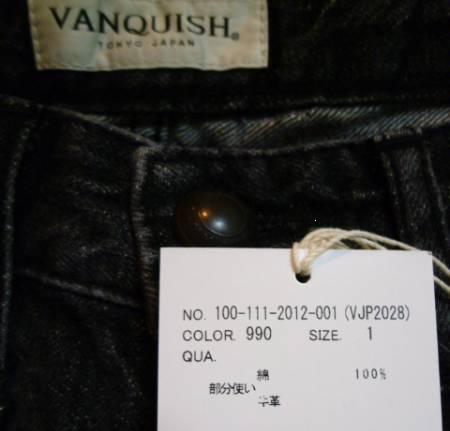 VANQUISH®
TOKYO JAPAN
NO. 100-111-2012-001 (VJP2028)
COLOR. 990 SIZE. 1
QUA.
綿 100%
部分使い
牛革